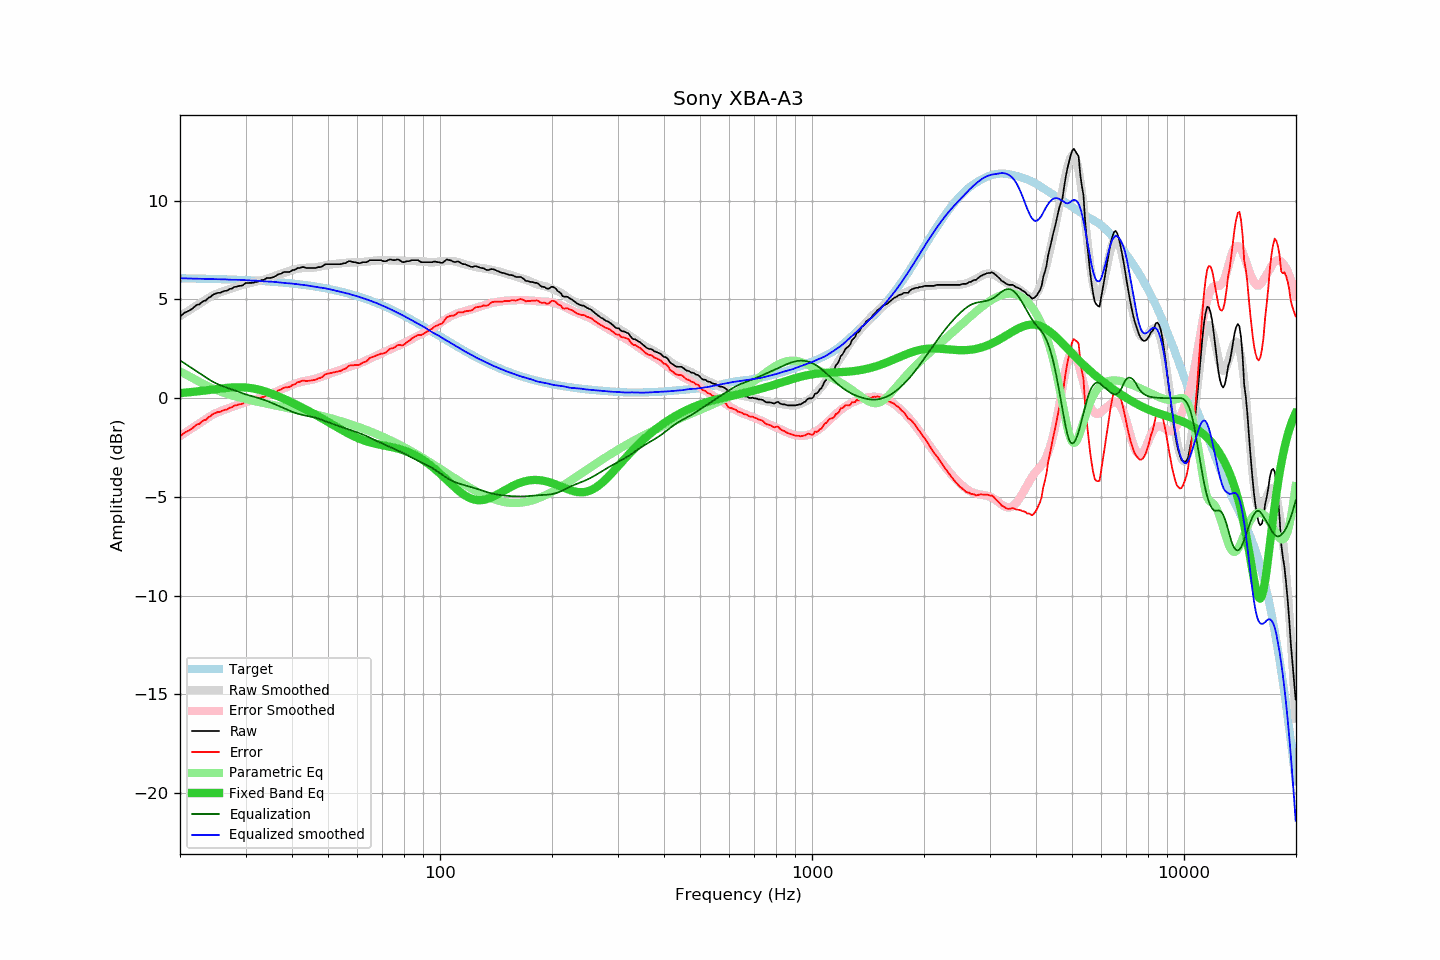 Sony XBA-A3
Amplitude (dBr)
10
5
0
−5
−10
−15
−20
Target
Raw Smoothed
Error Smoothed
Raw
Error
Parametric Eq
Fixed Band Eq
Equalization
Equalized smoothed
100
1000
10000
Frequency (Hz)